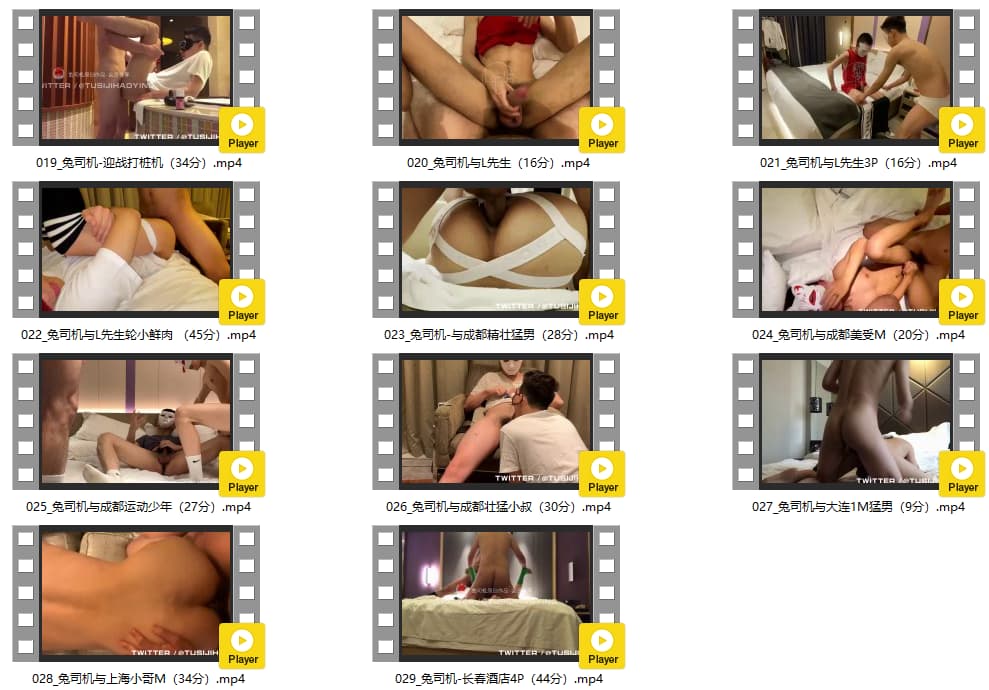 TWITTER /@TUSIJIHAOYING
TWITTER /@TUSIJIH
Player
Player
Player
019_兔司机-迎战打桩机（34分）.mp4
020_兔司机与L先生（16分）.mp4
021_兔司机与L先生3P（16分）.mp4
TWITTER /@TUSIJI
Player
Player
Player
022_兔司机与L先生轮小鲜肉 （45分）.mp4
023_兔司机-与成都精壮猛男（28分）.mp4
024_兔司机与成都美受M（20分）.mp4
TWITTER /@TUSIJI
TWITTER /@TUSIJ
Player
Player
Player
025_兔司机与成都运动少年（27分）.mp4
026_兔司机与成都壮猛小叔（30分）.mp4
027_兔司机与大连1M猛男（9分）.mp4
TWITTER /@TUSIJI
Player
Player
028_兔司机与上海小哥M（34分）.mp4
029_兔司机-长春酒店4P（44分）.mp4